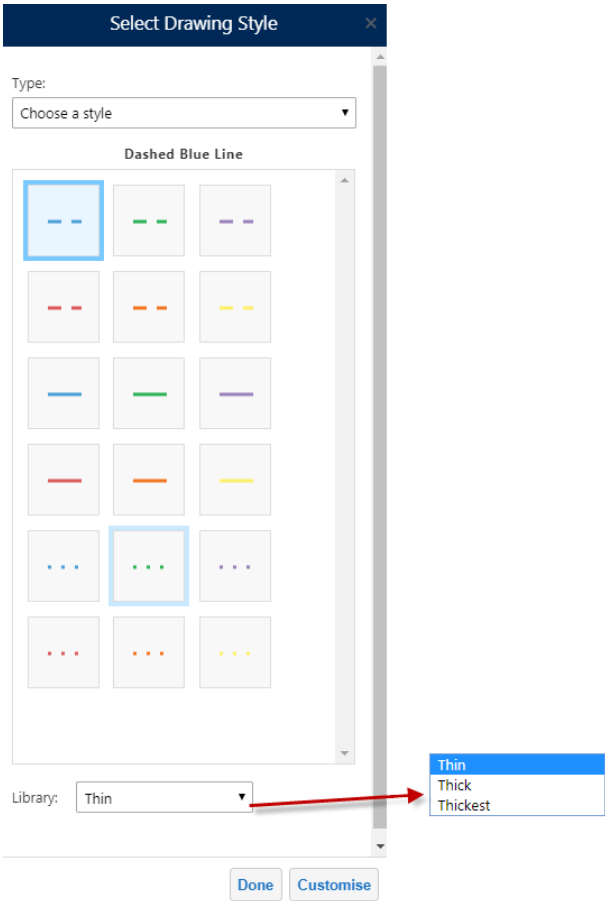 Select Drawing Style
Type:
Choose a style
Dashed Blue Line
Library:
Thin
Thin
Thick
Thickest
Done
Customise